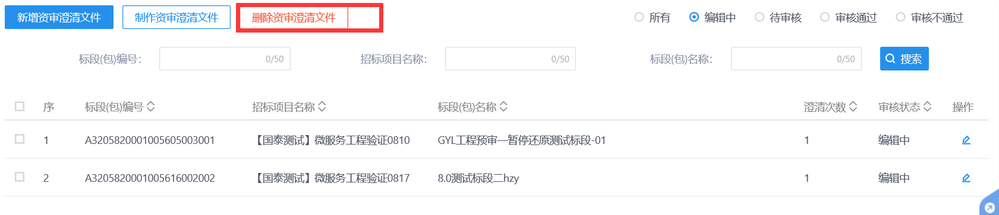 新增资审澄清文件 制作资审澄清文件 删除资审澄清文件 所有 编辑中 待审核 审核通过 审核不通过
标段(包)编号： 0/50 招标项目名称： 0/50 标段(包)名称： 0/50 搜索
序 标段(包)编号 招标项目名称 标段(包)名称 澄清次数 审核状态 操作
1 A3205820001005605003001 【国泰测试】微服务工程验证0810 GYL工程预审—暂停还原测试标段-01 1 编辑中
2 A3205820001005616002002 【国泰测试】微服务工程验证0817 8.0测试标段二hzy 1 编辑中